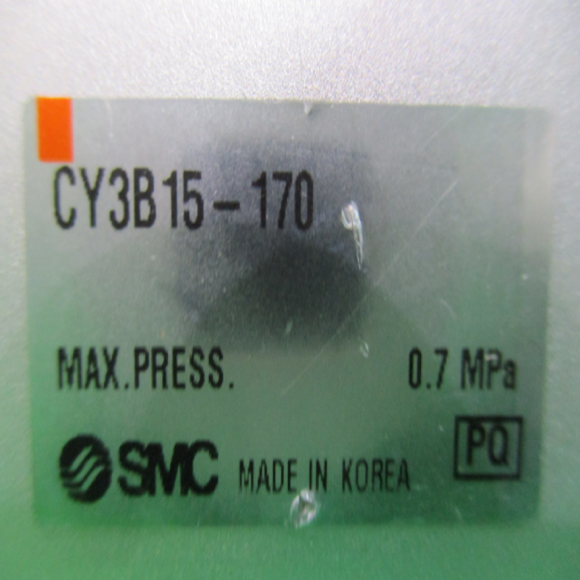 CY3B15-170
MAX.PRESS. 0.7 MPa
PQ
SMC MADE IN KOREA